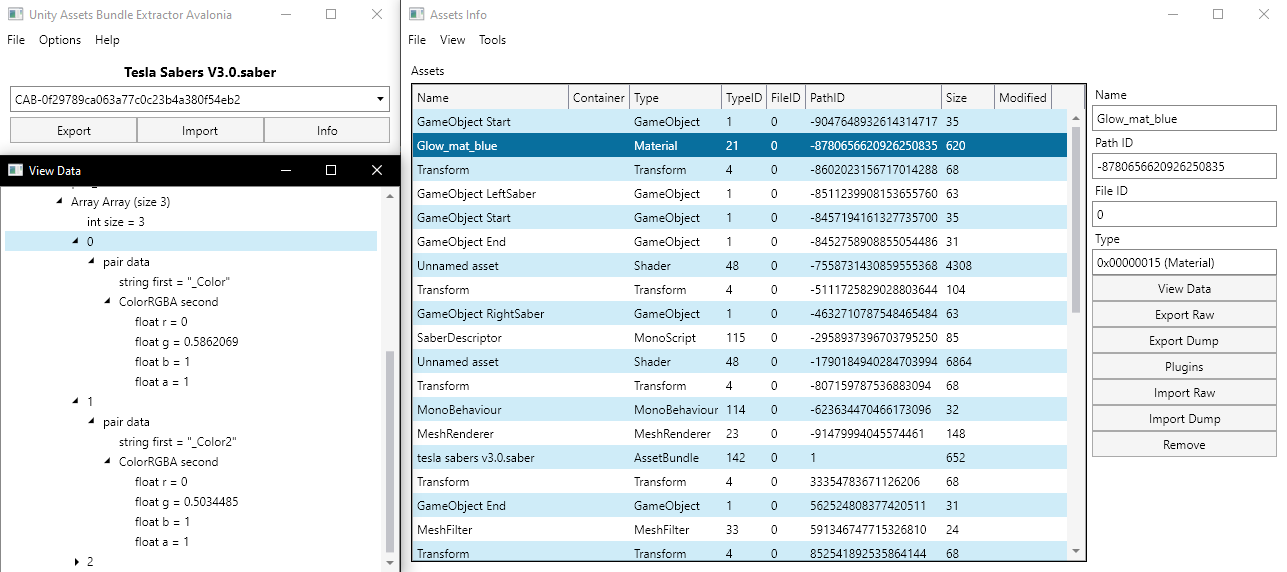 Unity Assets Bundle Extractor Avalonia
File Options Help
Tesla Sabers V3.0.saber
CAB-0f29789ca063a77c0c23b4a380f54eb2
Export Import Info
View Data
Array Array (size 3)
int size = 3
0
pair data
string first = "_Color"
ColorRGBA second
float r = 0
float g = 0.5862069
float b = 1
float a = 1
1
pair data
string first = "_Color2"
ColorRGBA second
float r = 0
float g = 0.5034485
float b = 1
float a = 1
2
Assets Info
File View Tools
Assets
Name Container Type TypeID FileID PathID Size Modified
GameObject Start GameObject 1 0 -9047648932614314717 35
Glow_mat_blue Material 21 0 -8780656620926250835 620
Transform Transform 4 0 -8602023156717014288 68
GameObject LeftSaber GameObject 1 0 -8511239908153655760 63
GameObject Start GameObject 1 0 -8457194161327735700 35
GameObject End GameObject 1 0 -8452758908855054486 31
Unnamed asset Shader 48 0 -7558731430859555368 4308
Transform Transform 4 0 -5111725829028803644 104
GameObject RightSaber GameObject 1 0 -4632710787548465484 63
SaberDescriptor MonoScript 115 0 -2958937396703795250 85
Unnamed asset Shader 48 0 -1790184940284703994 6864
Transform Transform 4 0 -807159787536883094 68
MonoBehaviour MonoBehaviour 114 0 -623634470466173096 32
MeshRenderer MeshRenderer 23 0 -91479994045574461 148
tesla sabers v3.0.saber AssetBundle 142 0 1 652
Transform Transform 4 0 33354783671126206 68
GameObject End GameObject 1 0 562524808377420511 31
MeshFilter MeshFilter 33 0 591346747715326810 24
Transform Transform 4 0 852541892535864144 68
Name
Glow_mat_blue
Path ID
-8780656620926250835
File ID
0
Type
0x00000015 (Material)
View Data
Export Raw
Export Dump
Plugins
Import Raw
Import Dump
Remove